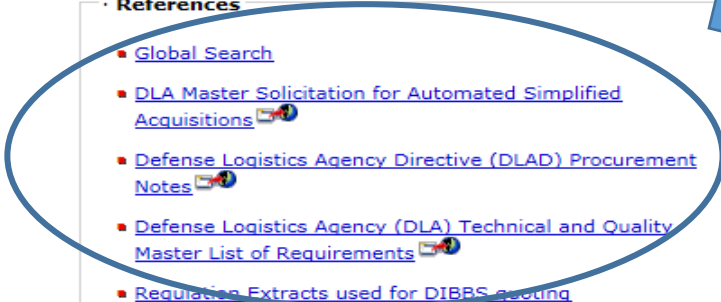 · References
Global Search
DLA Master Solicitation for Automated Simplified
Acquisitions
Defense Logistics Agency Directive (DLAD) Procurement
Notes
Defense Logistics Agency (DLA) Technical and Quality
Master List of Requirements
Regulation Extracts used for DIBBS quoting